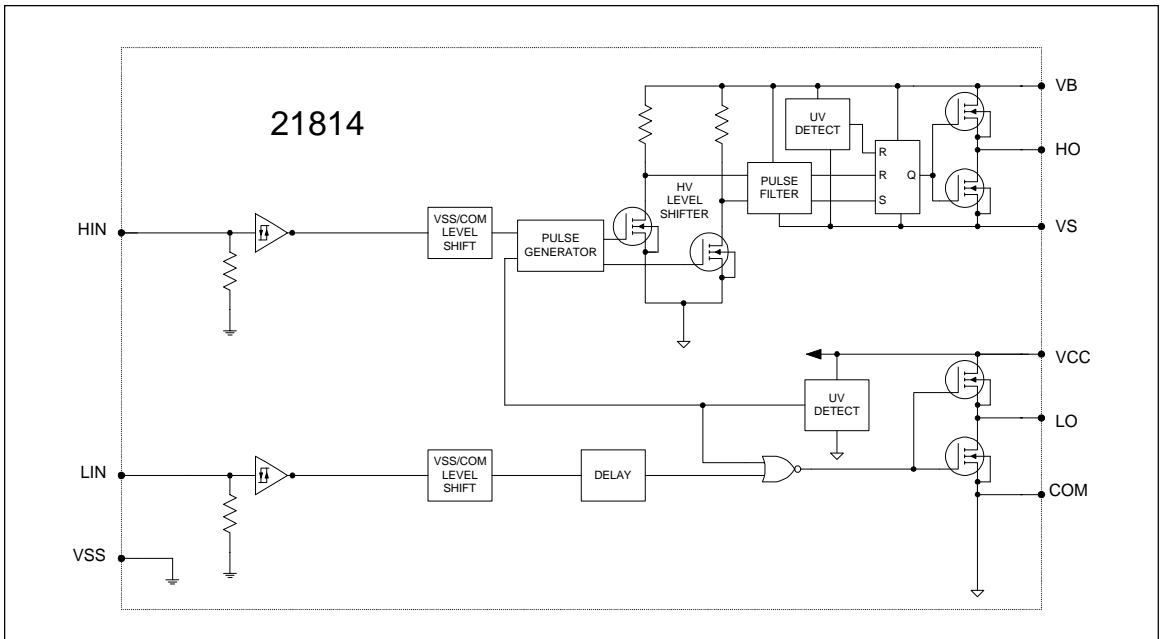 21814
VB
UV
DETECT
HO
R
R
Q
S
PULSE
FILTER
HV
LEVEL
SHIFTER
VS
HIN
VSS/COM
LEVEL
SHIFT
PULSE
GENERATOR
VCC
UV
DETECT
LO
LIN
VSS/COM
LEVEL
SHIFT
DELAY
COM
VSS